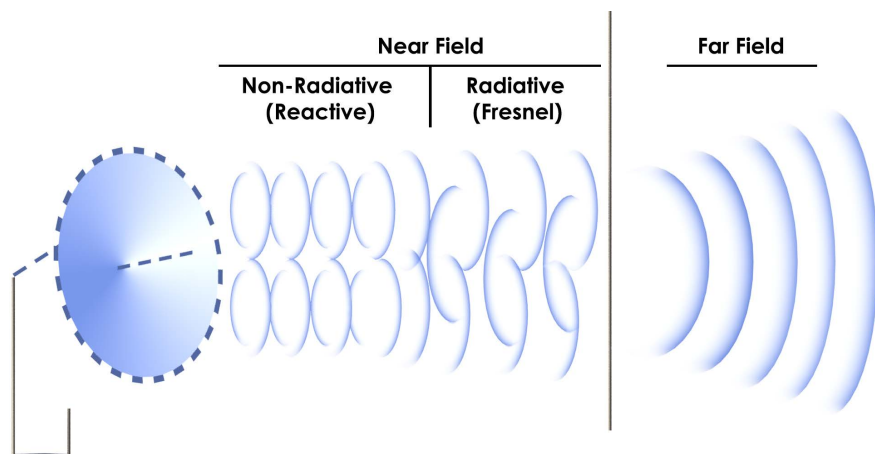 Near Field
Far Field
Non-Radiative
(Reactive)
Radiative
(Fresnel)